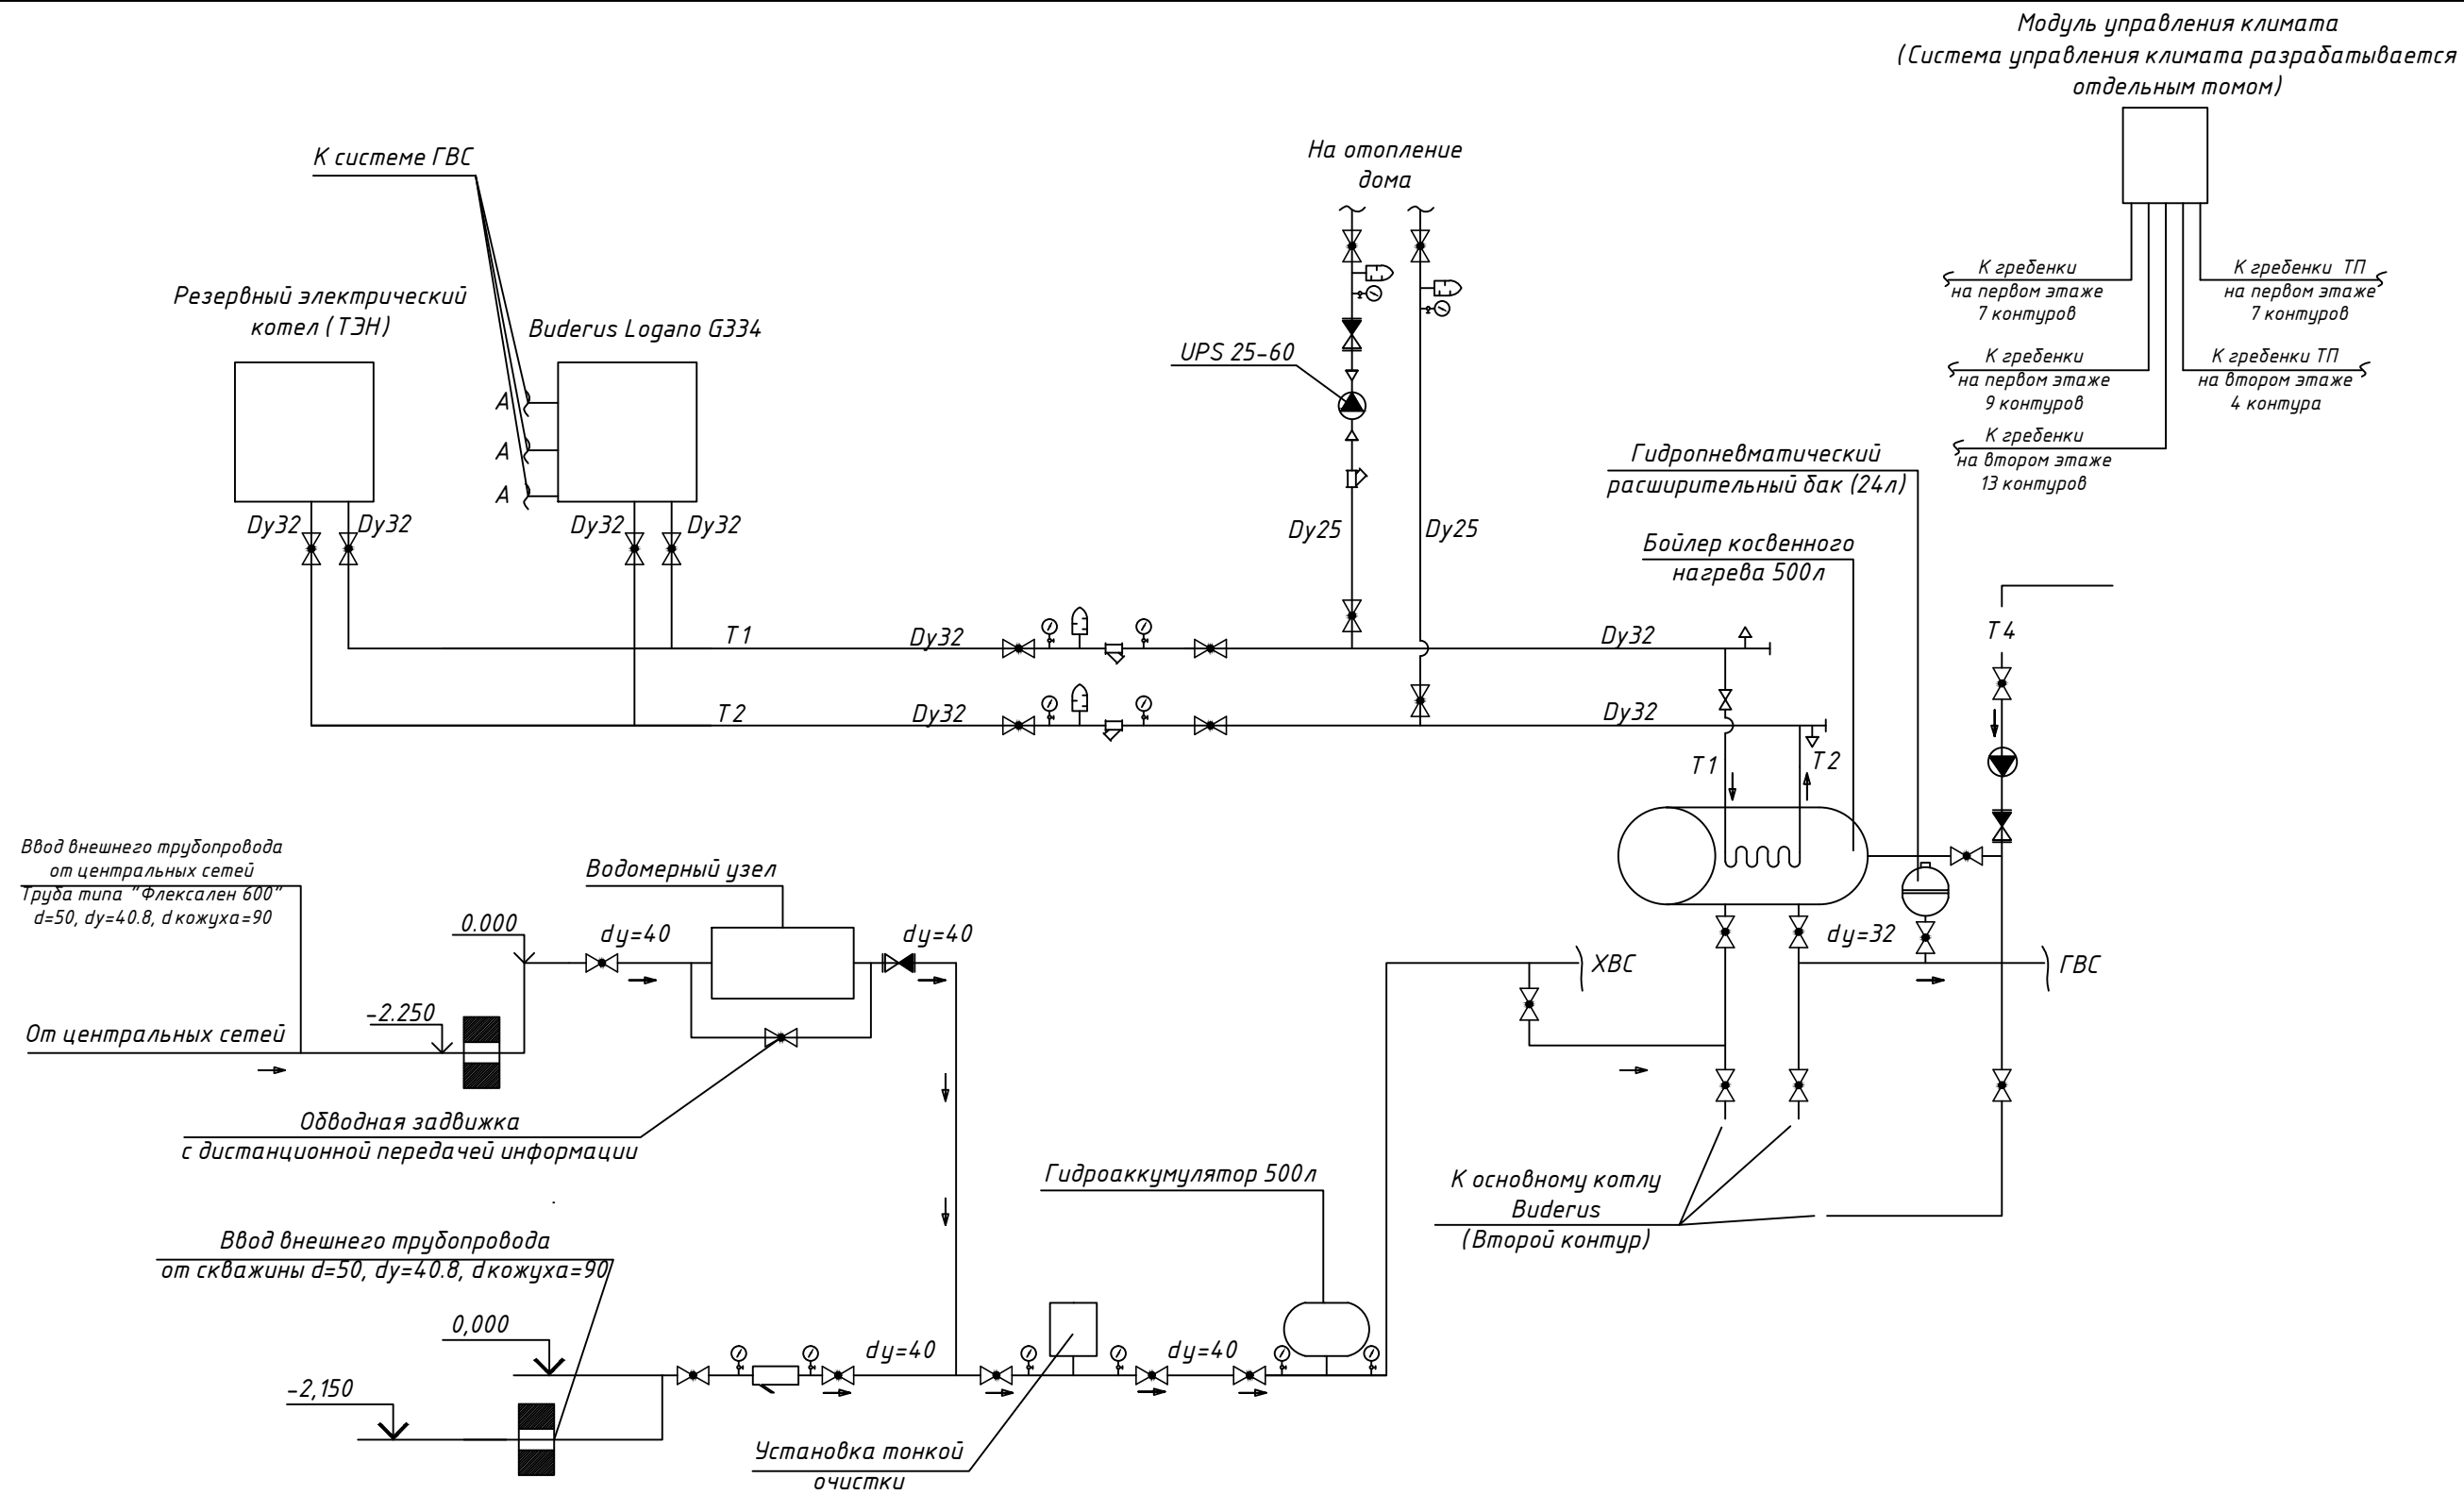 Модуль управления климата
(Система управления климата разрабатывается
отдельным томом)
К системе ГВС
На отопление
дома
Резервный электрический
котел (ТЭН)
Buderus Logano G334
UPS 25-60
К гребенки
на первом этаже
7 контуров
К гребенки ТП
на первом этаже
7 контуров
К гребенки
на первом этаже
9 контуров
К гребенки ТП
на втором этаже
4 контура
К гребенки
на втором этаже
13 контуров
А
А
А
Гидропневматический
расширительный бак (24л)
Dy32
Dy32
Dy32
Dy32
Dy25
Dy25
Бойлер косвенного
нагрева 500л
Т1
Dy32
Dy32
Т4
Т2
Dy32
Dy32
Т1
Т2
Ввод внешнего трубопровода
от центральных сетей
Труба типа "Флексален 600"
d=50, dy=40.8, d кожуха=90
Водомерный узел
0.000
dy=40
dy=40
dy=32
ХВС
ГВС
-2.250
От центральных сетей
Обводная задвижка
с дистанционной передачей информации
Гидроаккумулятор 500л
К основному котлу
Buderus
(Второй контур)
Ввод внешнего трубопровода
от скважины d=50, dy=40.8, dкожуха=90
0,000
dy=40
dy=40
-2,150
Установка тонкой
очистки